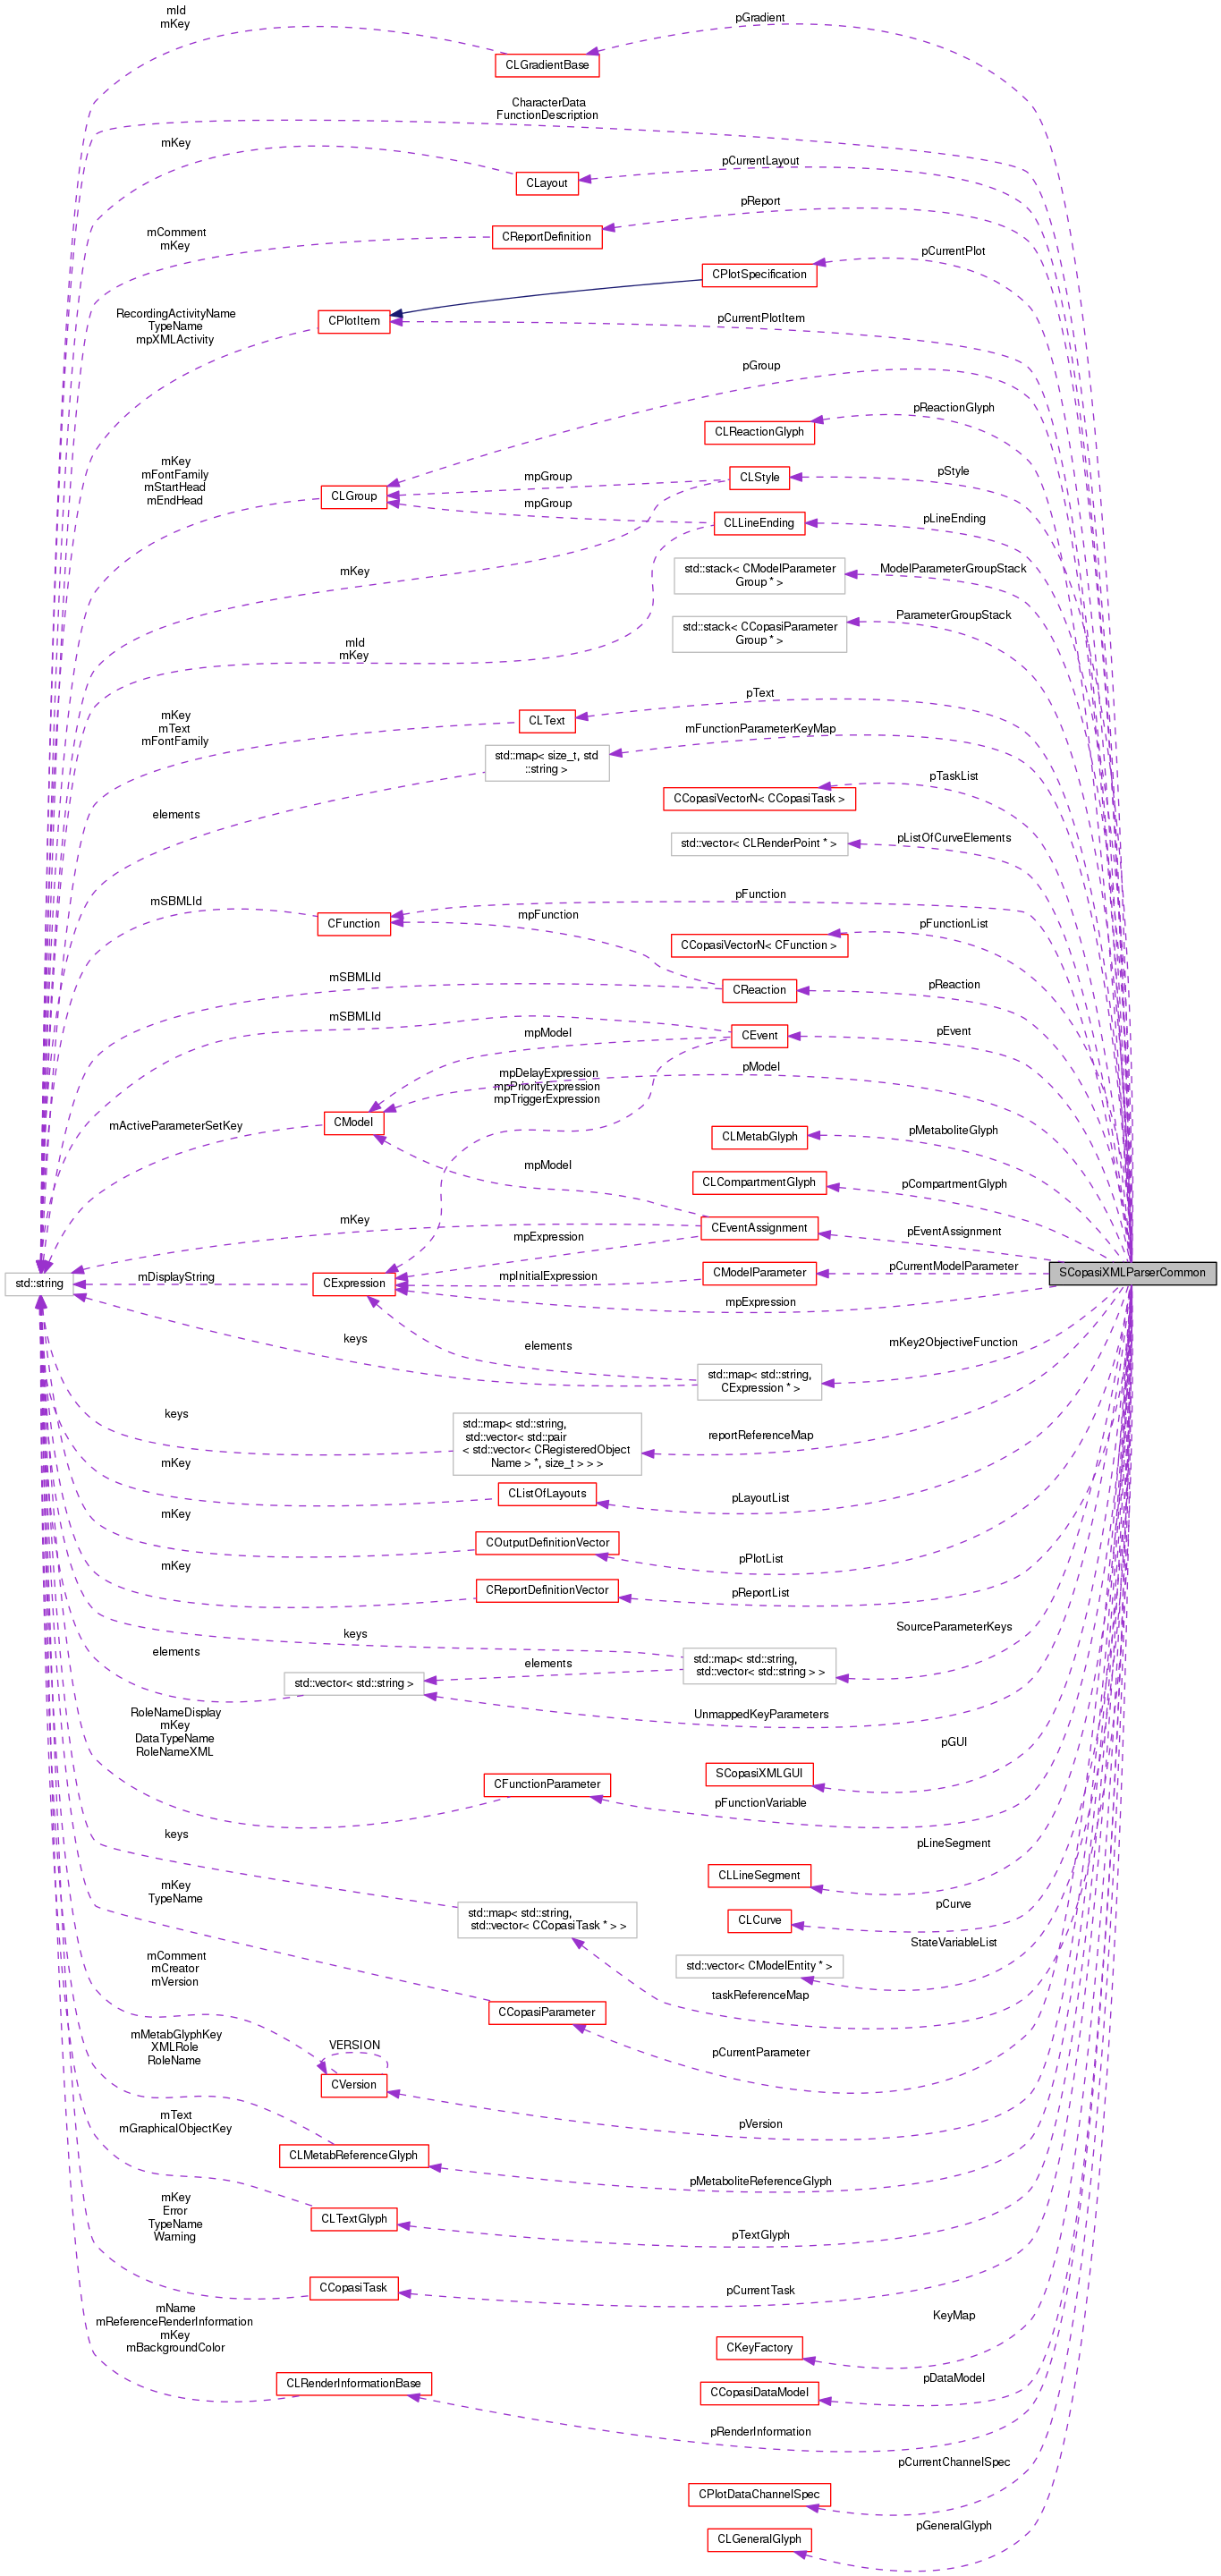 mId
mKey
pGradient
CLGradientBase
CharacterData
FunctionDescription
mKey
pCurrentLayout
CLayout
pReport
mComment
mKey
CReportDefinition
pCurrentPlot
CPlotSpecification
RecordingActivityName
TypeName
mpXMLActivity
CPlotItem
pCurrentPlotItem
pGroup
pReactionGlyph
CLReactionGlyph
mKey
mFontFamily
mStartHead
mEndHead
CLGroup
mpGroup
CLStyle
pStyle
mpGroup
CLLineEnding
pLineEnding
mKey
std::stack< CModelParameter
Group * >
ModelParameterGroupStack
std::stack< CCopasiParameter
Group * >
ParameterGroupStack
mId
mKey
pText
mKey
mText
mFontFamily
CLText
mFunctionParameterKeyMap
std::map< size_t, std
::string >
pTaskList
CCopasiVectorN< CCopasiTask >
elements
std::vector< CLRenderPoint * >
pListOfCurveElements
mSBMLId
CFunction
pFunction
mpFunction
pFunctionList
CCopasiVectorN< CFunction >
mSBMLId
CReaction
pReaction
mSBMLId
mpModel
CEvent
pEvent
mpDelayExpression
mpPriorityExpression
mpTriggerExpression
pModel
mActiveParameterSetKey
CModel
CLMetabGlyph
pMetaboliteGlyph
mpModel
CLCompartmentGlyph
pCompartmentGlyph
mKey
mpExpression
CEventAssignment
pEventAssignment
std::string
mDisplayString
CExpression
mpInitialExpression
CModelParameter
pCurrentModelParameter
SCopasiXMLParserCommon
mpExpression
keys
elements
std::map< std::string,
CExpression * >
mKey2ObjectiveFunction
keys
std::map< std::string,
std::vector< std::pair
< std::vector< CRegisteredObject
Name > *, size_t > > >
reportReferenceMap
mKey
CListOfLayouts
pLayoutList
mKey
COutputDefinitionVector
pPlotList
mKey
CReportDefinitionVector
pReportList
keys
SourceParameterKeys
elements
std::vector< std::string >
elements
std::map< std::string,
std::vector< std::string > >
UnmappedKeyParameters
RoleNameDisplay
mKey
DataTypeName
RoleNameXML
pGUI
SCopasiXMLGUI
CFunctionParameter
pFunctionVariable
keys
pLineSegment
CLLineSegment
mKey
TypeName
std::map< std::string,
std::vector< CCopasiTask * > >
CLCurve
pCurve
StateVariableList
std::vector< CModelEntity * >
mComment
mCreator
mVersion
taskReferenceMap
CCopasiParameter
pCurrentParameter
mMetabGlyphKey
XMLRole
RoleName
VERSION
CVersion
pVersion
CLMetabReferenceGlyph
pMetaboliteReferenceGlyph
mText
mGraphicalObjectKey
CLTextGlyph
pTextGlyph
mKey
Error
TypeName
Warning
CCopasiTask
pCurrentTask
mName
mReferenceRenderInformation
mKey
mBackgroundColor
KeyMap
CKeyFactory
CLRenderInformationBase
pDataModel
CCopasiDataModel
pRenderInformation
pCurrentChannelSpec
CPlotDataChannelSpec
pGeneralGlyph
CLGeneralGlyph